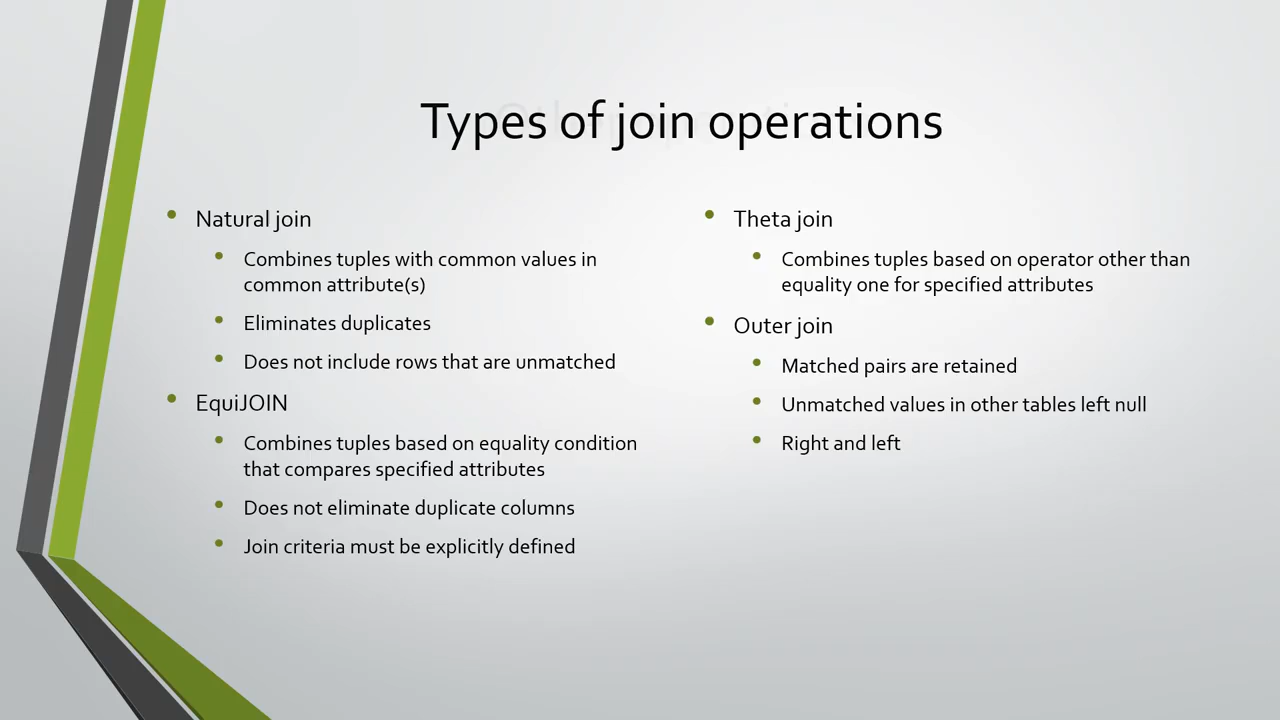 Types of join operations
• Natural join
• Combines tuples with common values in
common attribute(s)
• Eliminates duplicates
• Does not include rows that are unmatched
• EquiJOIN
• Combines tuples based on equality condition
that compares specified attributes
• Does not eliminate duplicate columns
• Join criteria must be explicitly defined
• Theta join
• Combines tuples based on operator other than
equality one for specified attributes
• Outer join
• Matched pairs are retained
• Unmatched values in other tables left null
• Right and left